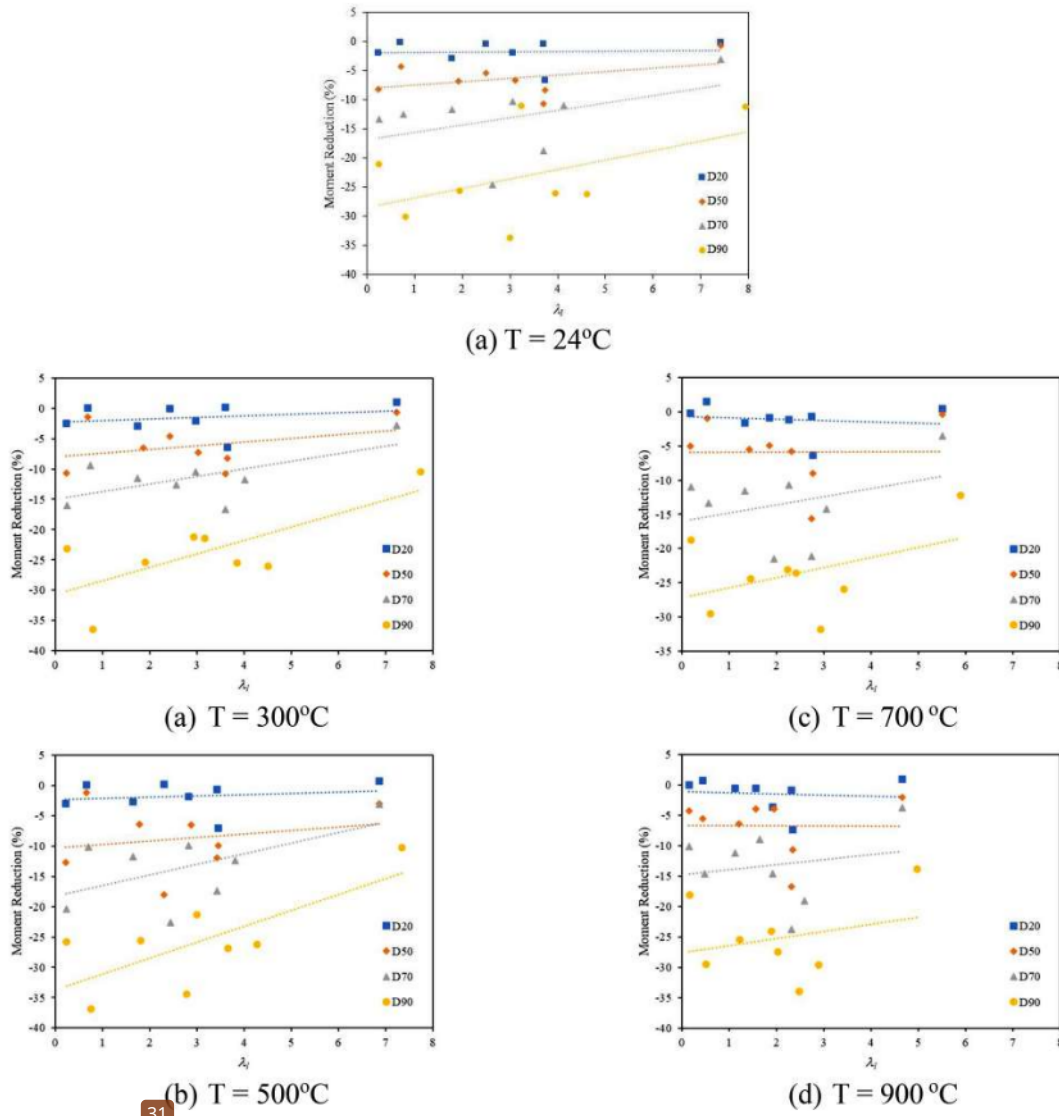 5
0
-5
-10
-15
-20
-25
-30
-35
-40
Moment Reduction (%)
D20
D50
D70
D90
0 1 2 3 4 5 6 7 8
λₗ
(a) T = 24ºC
5
0
-5
-10
-15
-20
-25
-30
-35
-40
Moment Reduction (%)
D20
D50
D70
D90
0 1 2 3 4 5 6 7 8
λₗ
(a) T = 300ºC
5
0
-5
-10
-15
-20
-25
-30
-35
Moment Reduction (%)
D20
D50
D70
D90
0 1 2 3 4 5 6 7 8
λₗ
(c) T = 700 ºC
5
0
-5
-10
-15
-20
-25
-30
-35
-40
Moment Reduction (%)
D20
D50
D70
D90
0 1 2 3 4 5 6 7 8
λₗ
(b) T = 500ºC
5
0
-5
-10
-15
-20
-25
-30
-35
-40
Moment Reduction (%)
D20
D50
D70
D90
0 1 2 3 4 5 6 7 8
λₗ
(d) T = 900 ºC
31